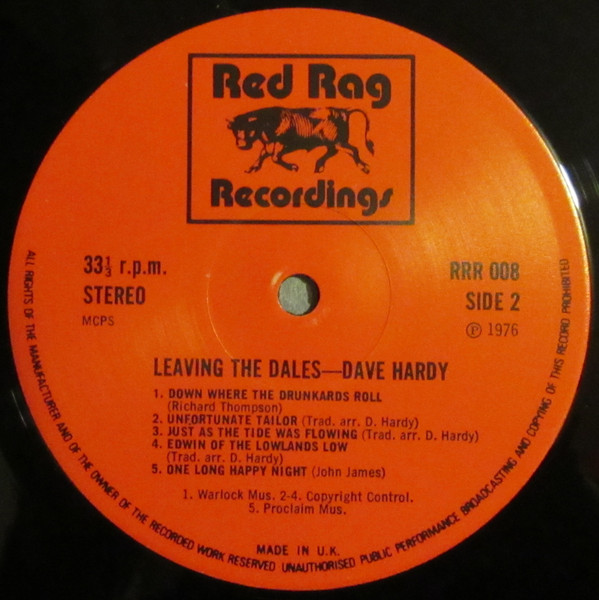 Red Rag
Recordings
33⅓ r.p.m.
STEREO
MCPS
RRR 008
SIDE 2
Ⓟ 1976
LEAVING THE DALES—DAVE HARDY
1. DOWN WHERE THE DRUNKARDS ROLL
(Richard Thompson)
2. UNFORTUNATE TAILOR (Trad. arr. D. Hardy)
3. JUST AS THE TIDE WAS FLOWING (Trad. arr. D. Hardy)
4. EDWIN OF THE LOWLANDS LOW
(Trad. arr. D. Hardy)
5. ONE LONG HAPPY NIGHT (John James)
1. Warlock Mus. 2-4. Copyright Control.
5. Proclaim Mus.
MADE IN U.K.
ALL RIGHTS OF THE MANUFACTURER AND OF THE OWNER OF THE RECORDED WORK RESERVED UNAUTHORISED PUBLIC PERFORMANCE BROADCASTING AND COPYING OF THIS RECORD PROHIBITED